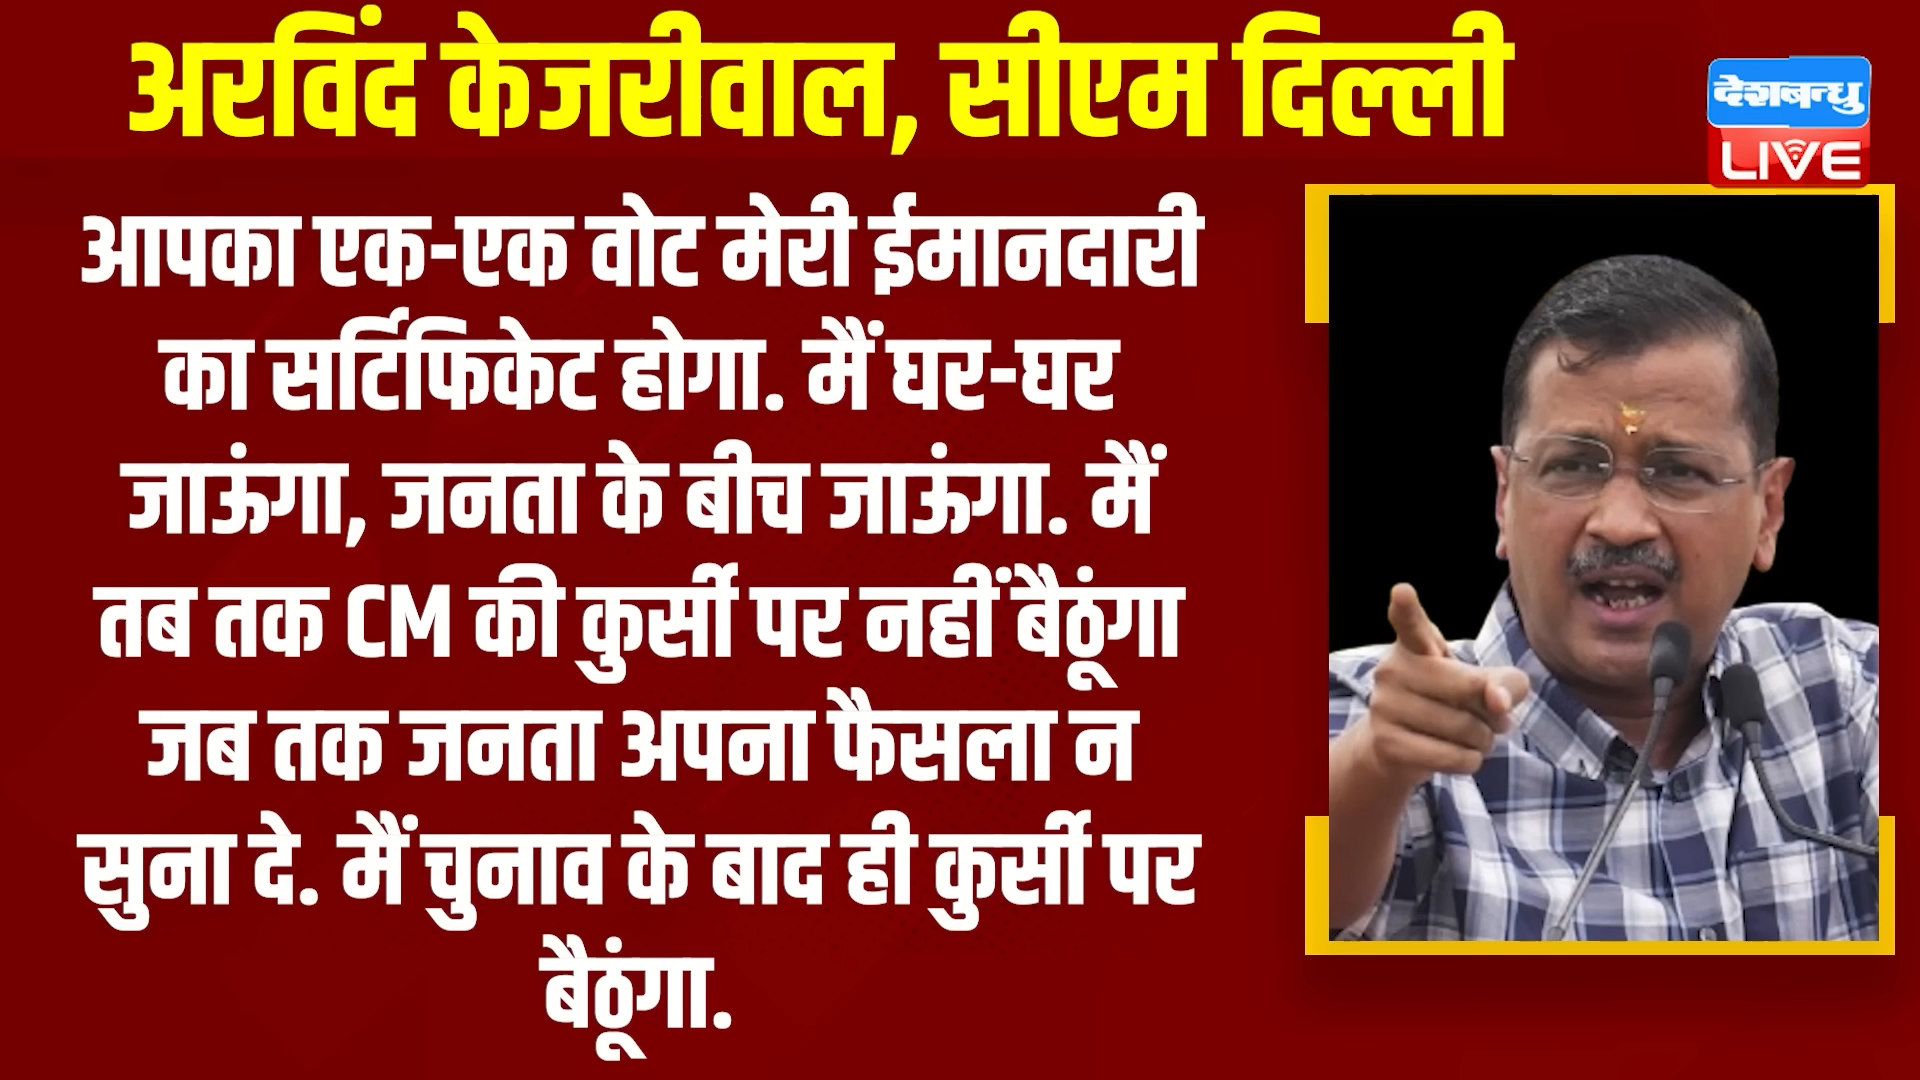 अरविंद केजरीवाल, सीएम दिल्ली
देशबन्धु
LIVE
आपका एक-एक वोट मेरी ईमानदारी
का सर्टिफिकेट होगा. मैं घर-घर
जाऊंगा, जनता के बीच जाऊंगा. मैं
तब तक CM की कुर्सी पर नहीं बैठूंगा
जब तक जनता अपना फैसला न
सुना दे. मैं चुनाव के बाद ही कुर्सी पर
बैठूंगा.